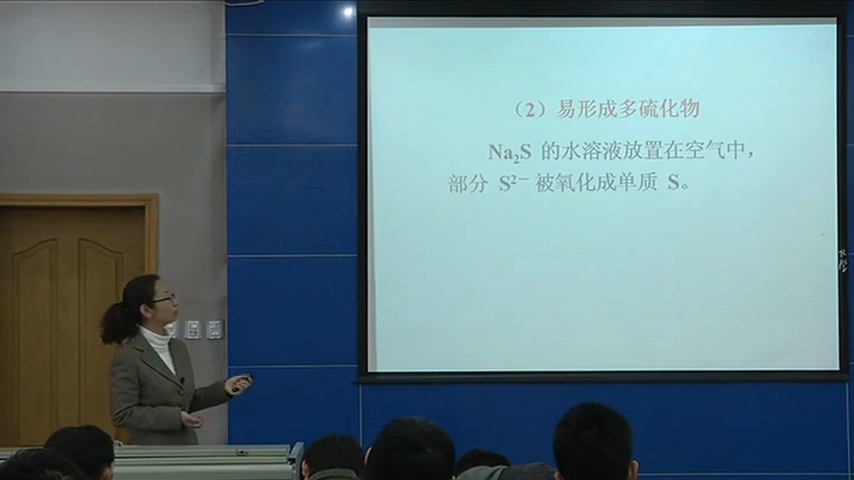 （2）易形成多硫化物
Na₂S 的水溶液放置在空气中，
部分 S²⁻ 被氧化成单质 S。